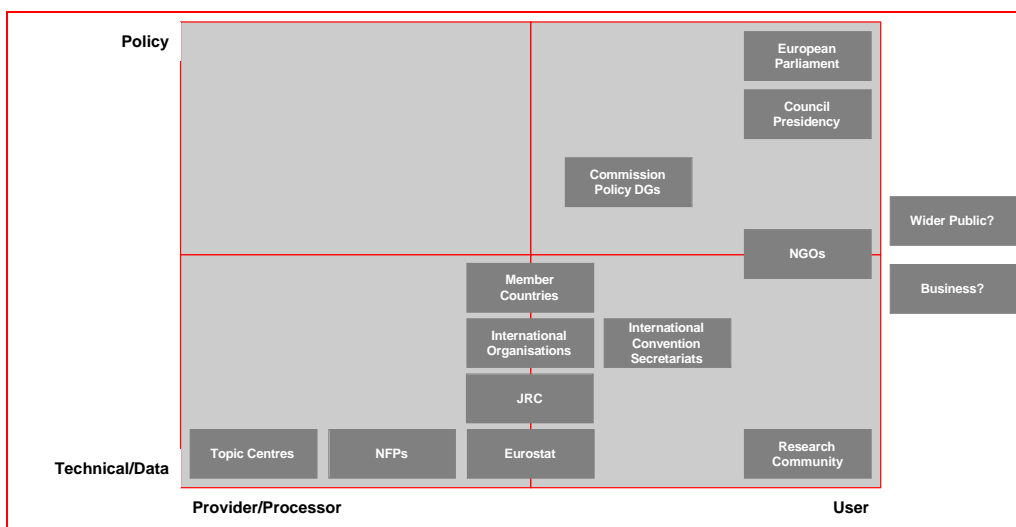 Policy
European
Parliament
Council
Presidency
Commission
Policy DGs
Wider Public?
NGOs
Member
Countries
Business?
International
Organisations
International
Convention
Secretariats
JRC
Topic Centres
NFPs
Eurostat
Research
Community
Technical/Data
Provider/Processor
User